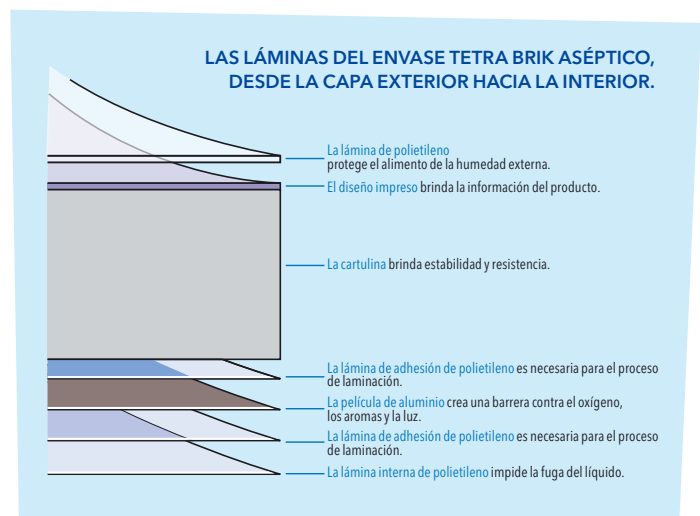 LAS LÁMINAS DEL ENVASE TETRA BRIK ASÉPTICO,
DESDE LA CAPA EXTERIOR HACIA LA INTERIOR.
La lámina de polietileno
protege el alimento de la humedad externa.
El diseño impreso brinda la información del producto.
La cartulina brinda estabilidad y resistencia.
La lámina de adhesión de polietileno es necesaria para el proceso
de laminación.
La película de aluminio crea una barrera contra el oxígeno,
los aromas y la luz.
La lámina de adhesión de polietileno es necesaria para el proceso
de laminación.
La lámina interna de polietileno impide la fuga del líquido.